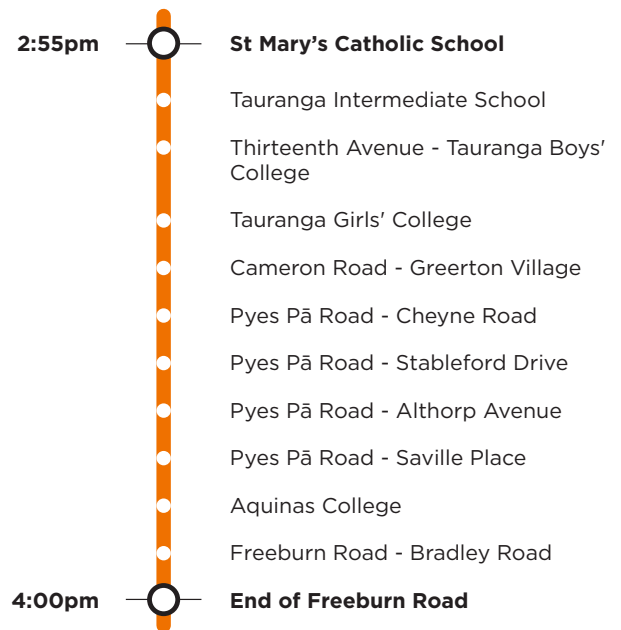 2:55pm St Mary’s Catholic School
Tauranga Intermediate School
Thirteenth Avenue - Tauranga Boys'
College
Tauranga Girls' College
Cameron Road - Greerton Village
Pyes Pā Road - Cheyne Road
Pyes Pā Road - Stableford Drive
Pyes Pā Road - Althorp Avenue
Pyes Pā Road - Saville Place
Aquinas College
Freeburn Road - Bradley Road
4:00pm End of Freeburn Road